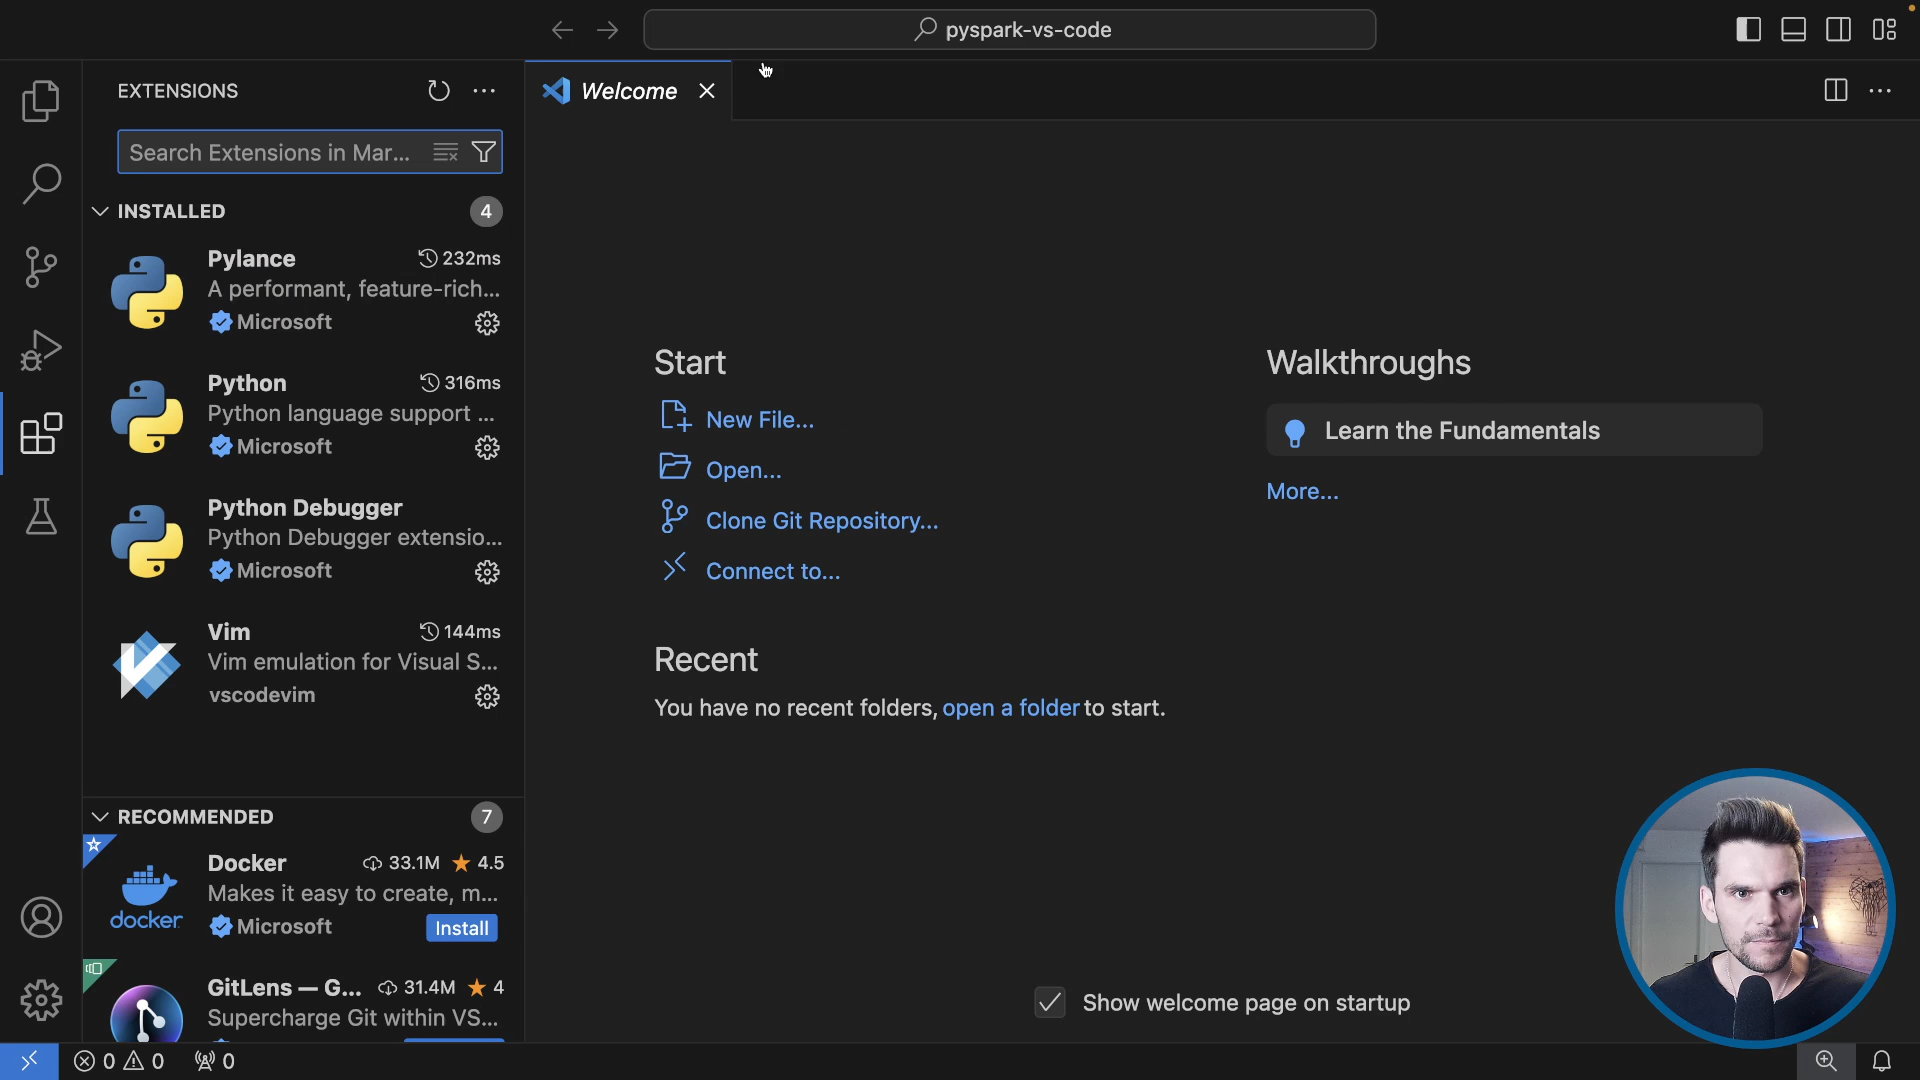 pyspark-vs-code
EXTENSIONS
Welcome
Search Extensions in Mar...
INSTALLED 4
Pylance 232ms
A performant, feature-rich...
Microsoft
Python 316ms
Python language support ...
Microsoft
Python Debugger
Python Debugger extensio...
Microsoft
Vim 144ms
Vim emulation for Visual S...
vscodevim
RECOMMENDED 7
Docker 33.1M 4.5
Makes it easy to create, m...
docker
Microsoft Install
GitLens — G... 31.4M 4
Supercharge Git within VS...
Start
New File...
Open...
Clone Git Repository...
Connect to...
Recent
You have no recent folders, open a folder to start.
Walkthroughs
Learn the Fundamentals
More...
Show welcome page on startup
0 0 0